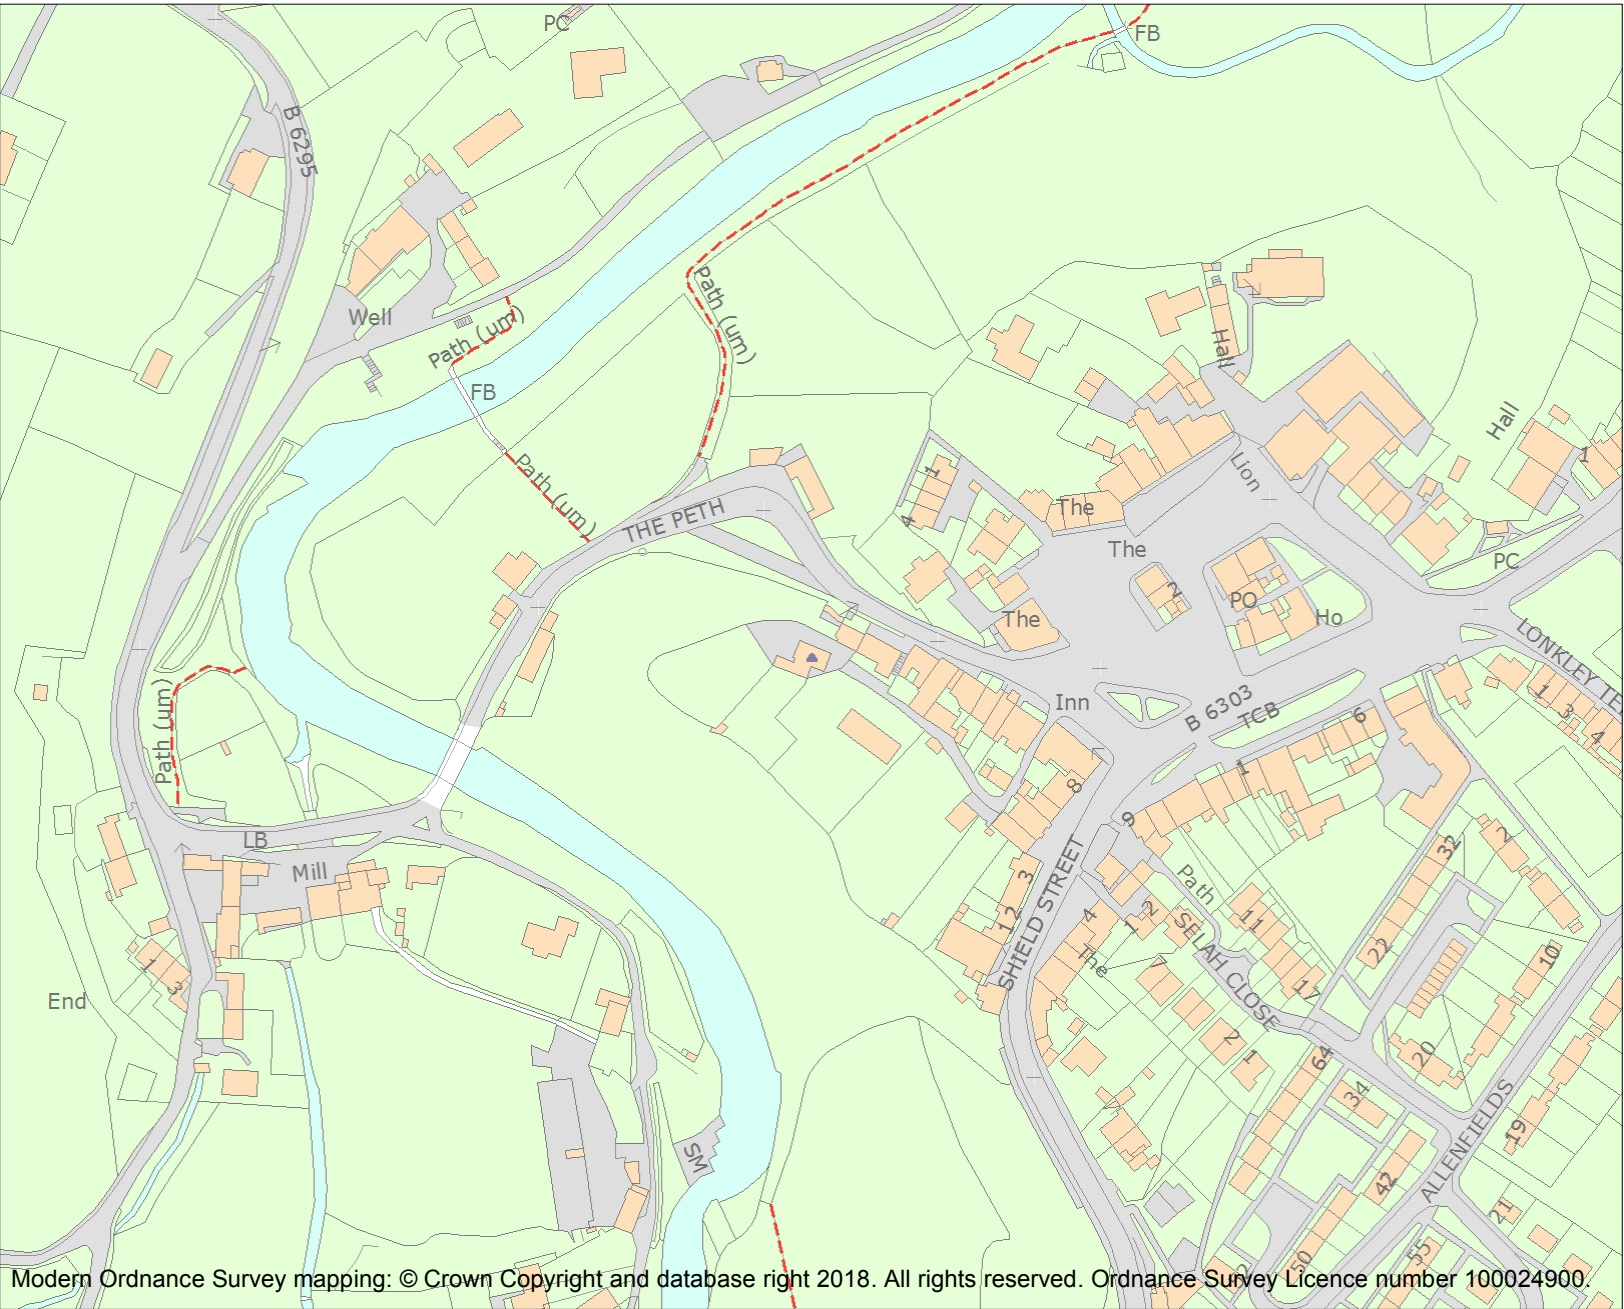 PC
FB
B 6295
Well
Path (um)
Path (um)
FB
Hall
Hall
1
Path (um)
THE PETH
1
4
The
Lion
The
The
2
PO
Ho
PC
LONKLEY TER
1
3
4
Inn
B 6303
TCB
6
1
Path (um)
LB
Mill
8
9
3
12
SHIELD STREET
Path
4
2
1
The
SELAH CLOSE
11
17
7
2
1
32
22
2
10
64
34
20
19
ALLENFIELDS
42
21
50
55
End
1
3
SM
Modern Ordnance Survey mapping: © Crown Copyright and database right 2018. All rights reserved. Ordnance Survey Licence number 100024900.